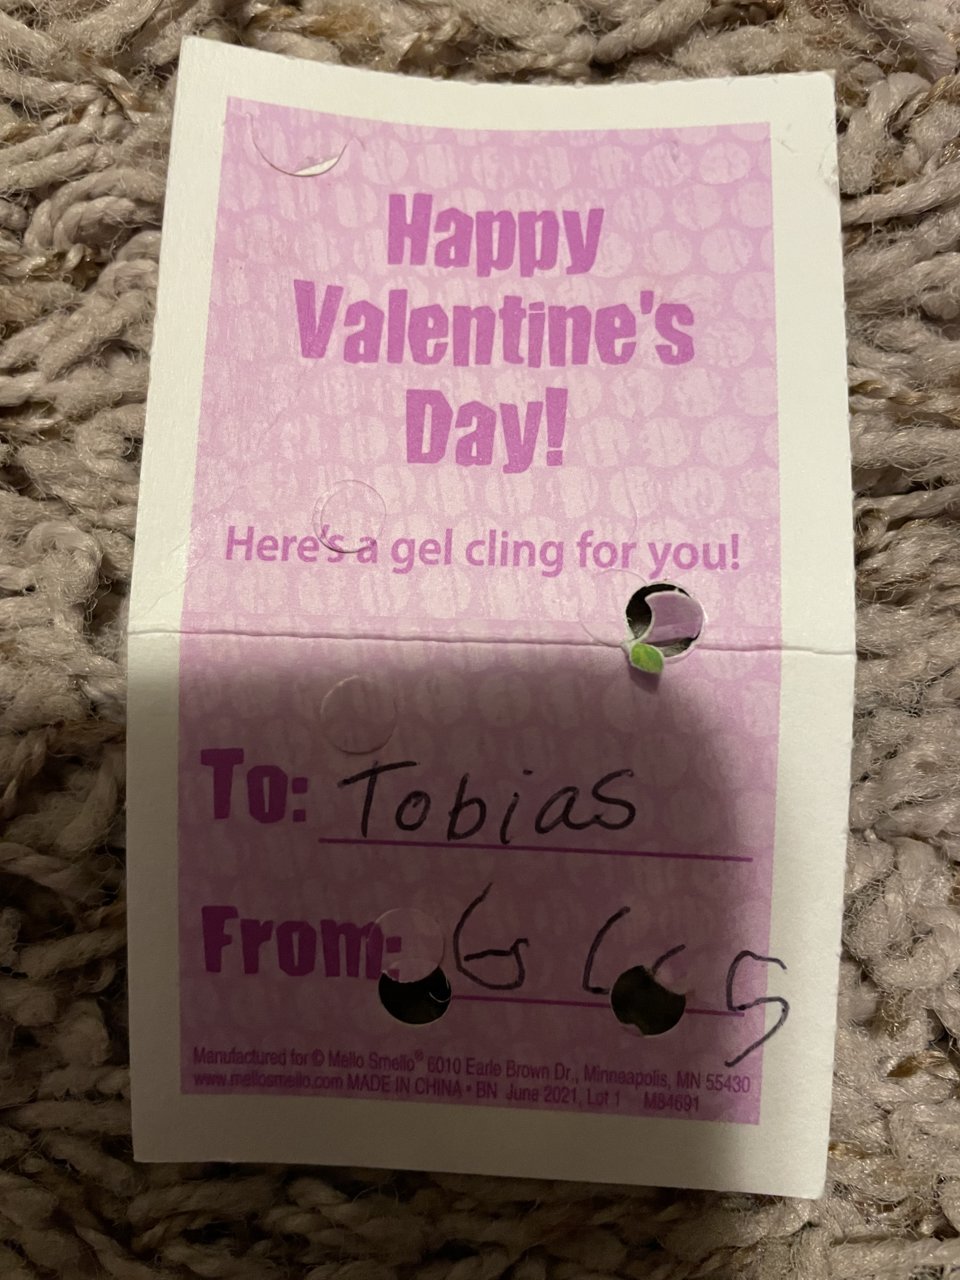 Happy
Valentine's
Day!
Here's a gel cling for you!
To: Tobias
From:
Manufactured for © Mello Smello® 6010 Earle Brown Dr., Minneapolis, MN 55430
www.mellosmello.com MADE IN CHINA • BN June 2021, Lot 1 M84691